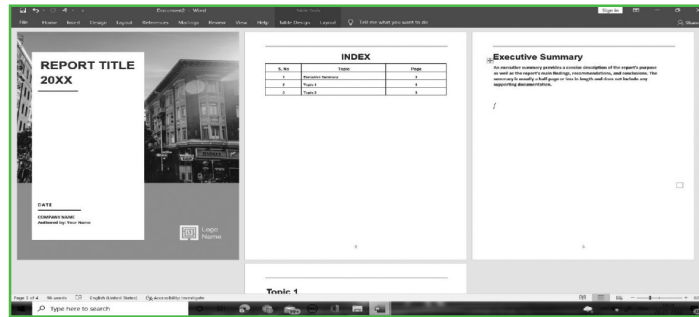 Document2 - Word
Table Tools
Sign in
File Home Insert Design Layout References Mailings Review View Help Table Design Layout Tell me what you want to do
Share
REPORT TITLE
20XX
DATE
COMPANY NAME
Authored by: Your Name
Logo
Name
INDEX
S. No Topic Page
1 Executive Summary 3
2 Topic 1
3 Topic 2
Executive Summary
An executive summary provides a concise description of the report's purpose
as well as the report's main findings, recommendations, and conclusions. The
summary is usually a half-page or less in length and does not include any
supporting documentation.
Topic 1
Page 2 of 4 96 words English (United States) Accessibility: Investigate
Type here to search